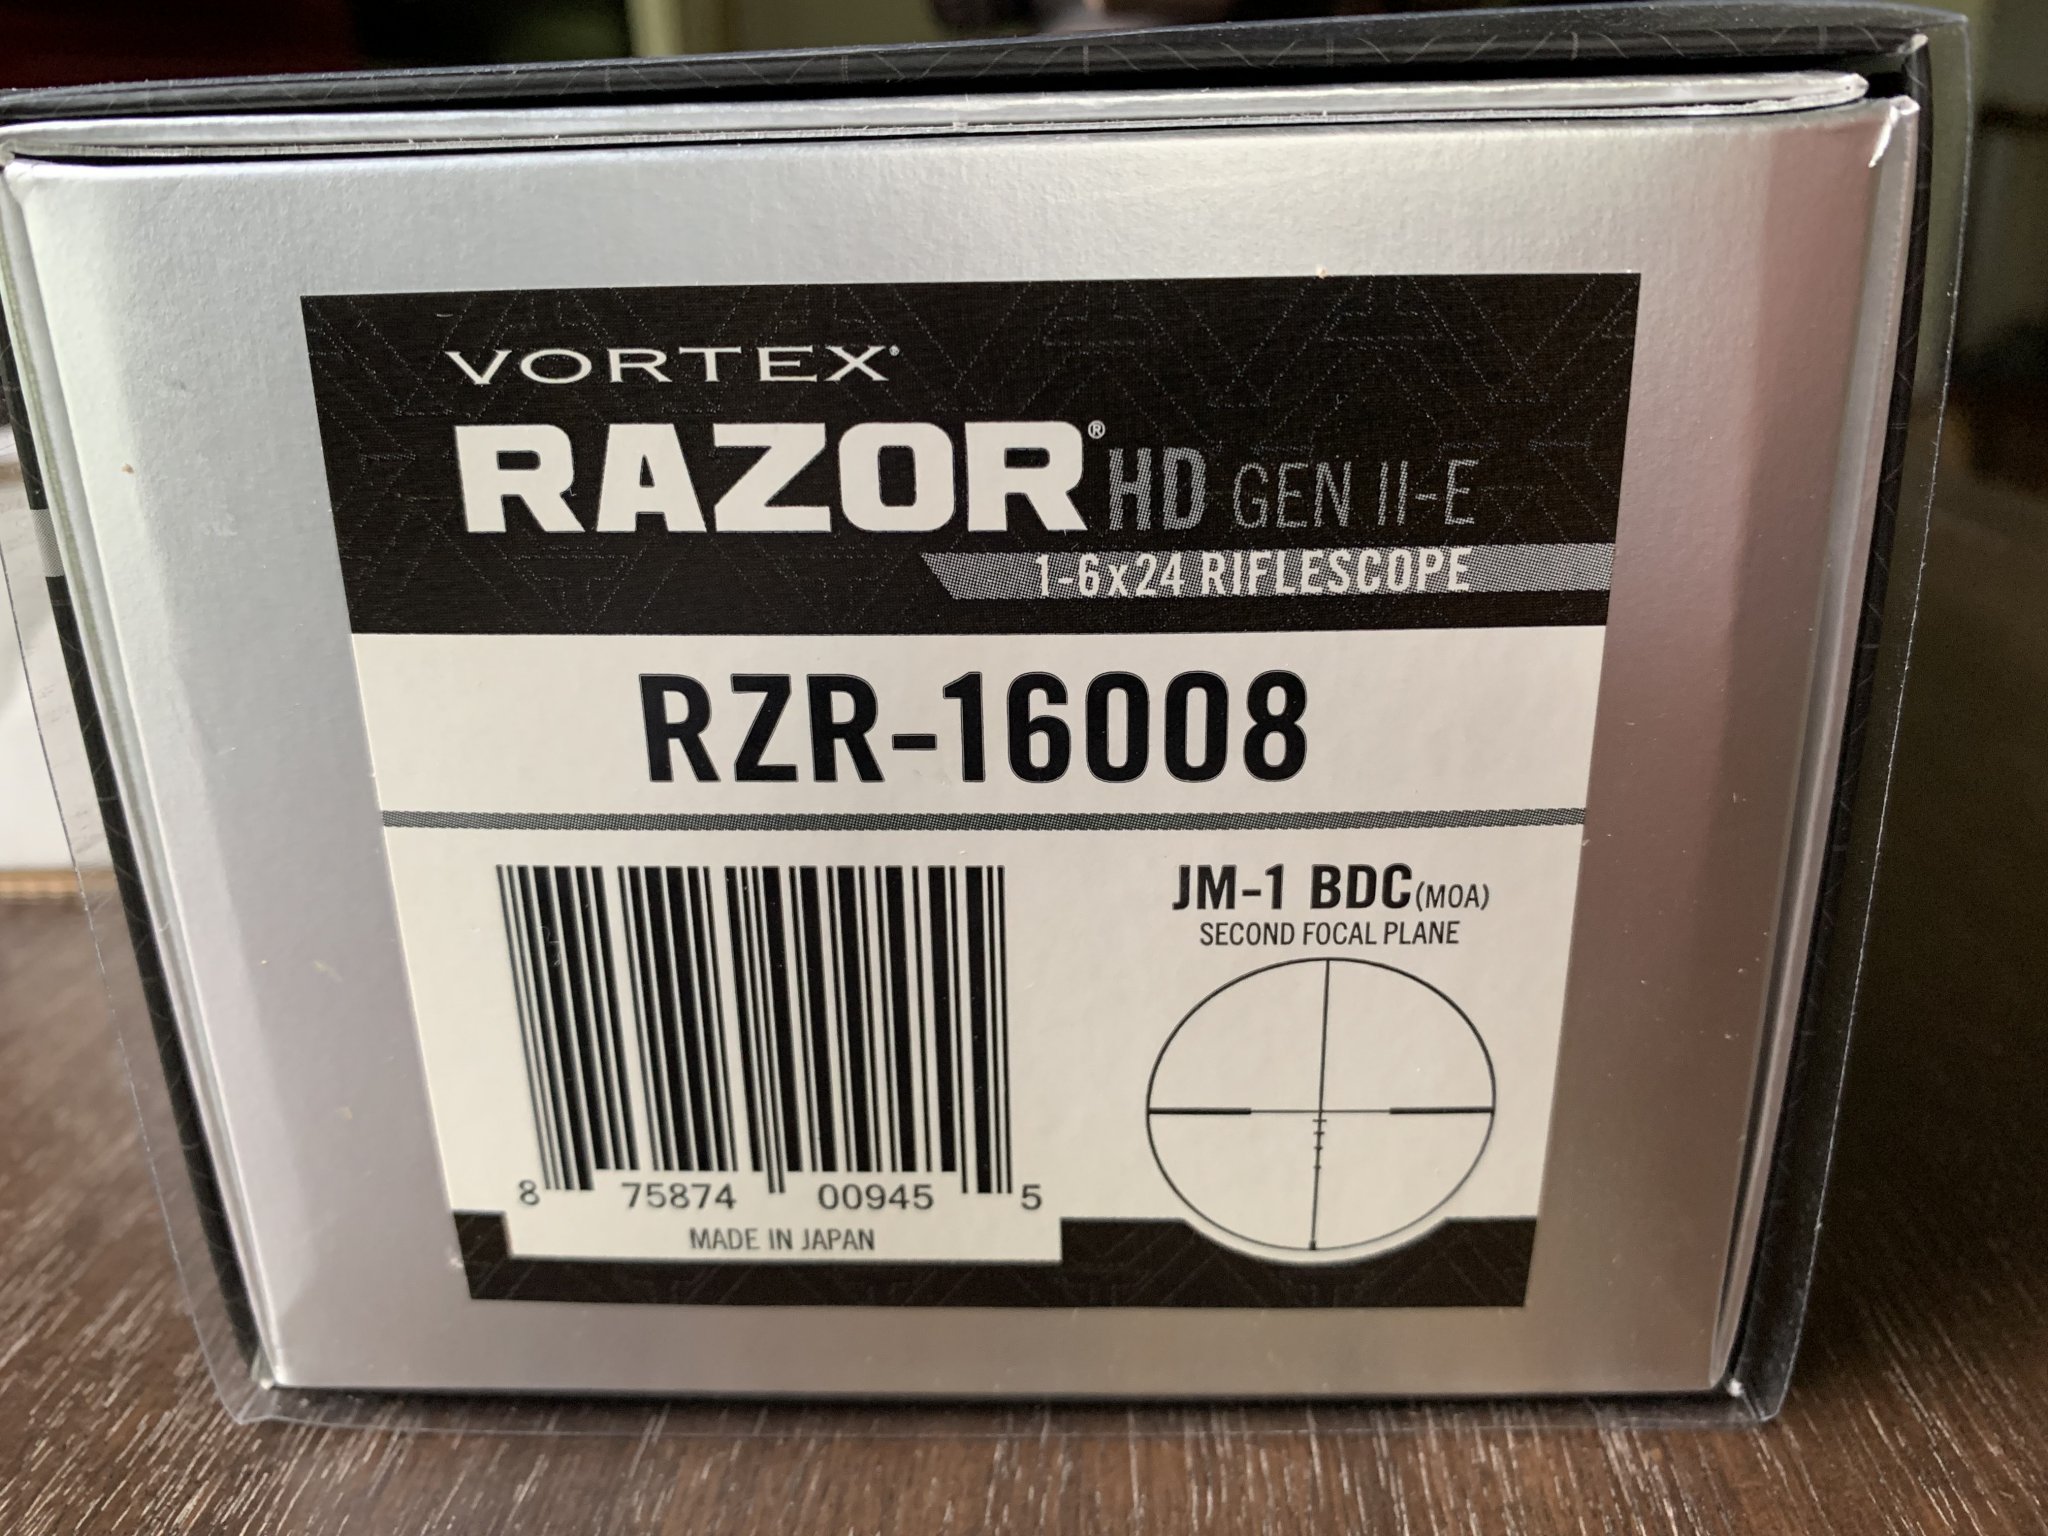 VORTEX®
RAZOR® HD GEN II-E
1-6x24 RIFLESCOPE
RZR-16008
JM-1 BDC(MOA)
SECOND FOCAL PLANE
8 75874 00945 5
MADE IN JAPAN